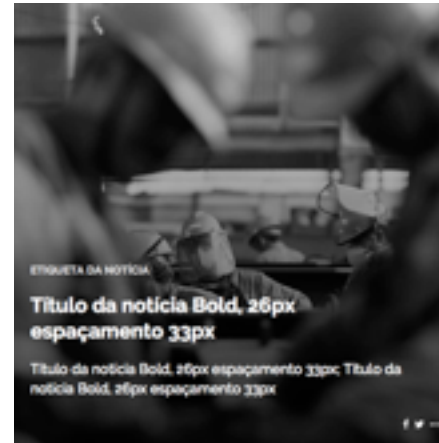 ETIQUETA DA NOTÍCIA
Título da notícia Bold, 26px
espaçamento 33px
Título da notícia Bold, 26px espaçamento 33px; Título da
notícia Bold, 26px espaçamento 33px